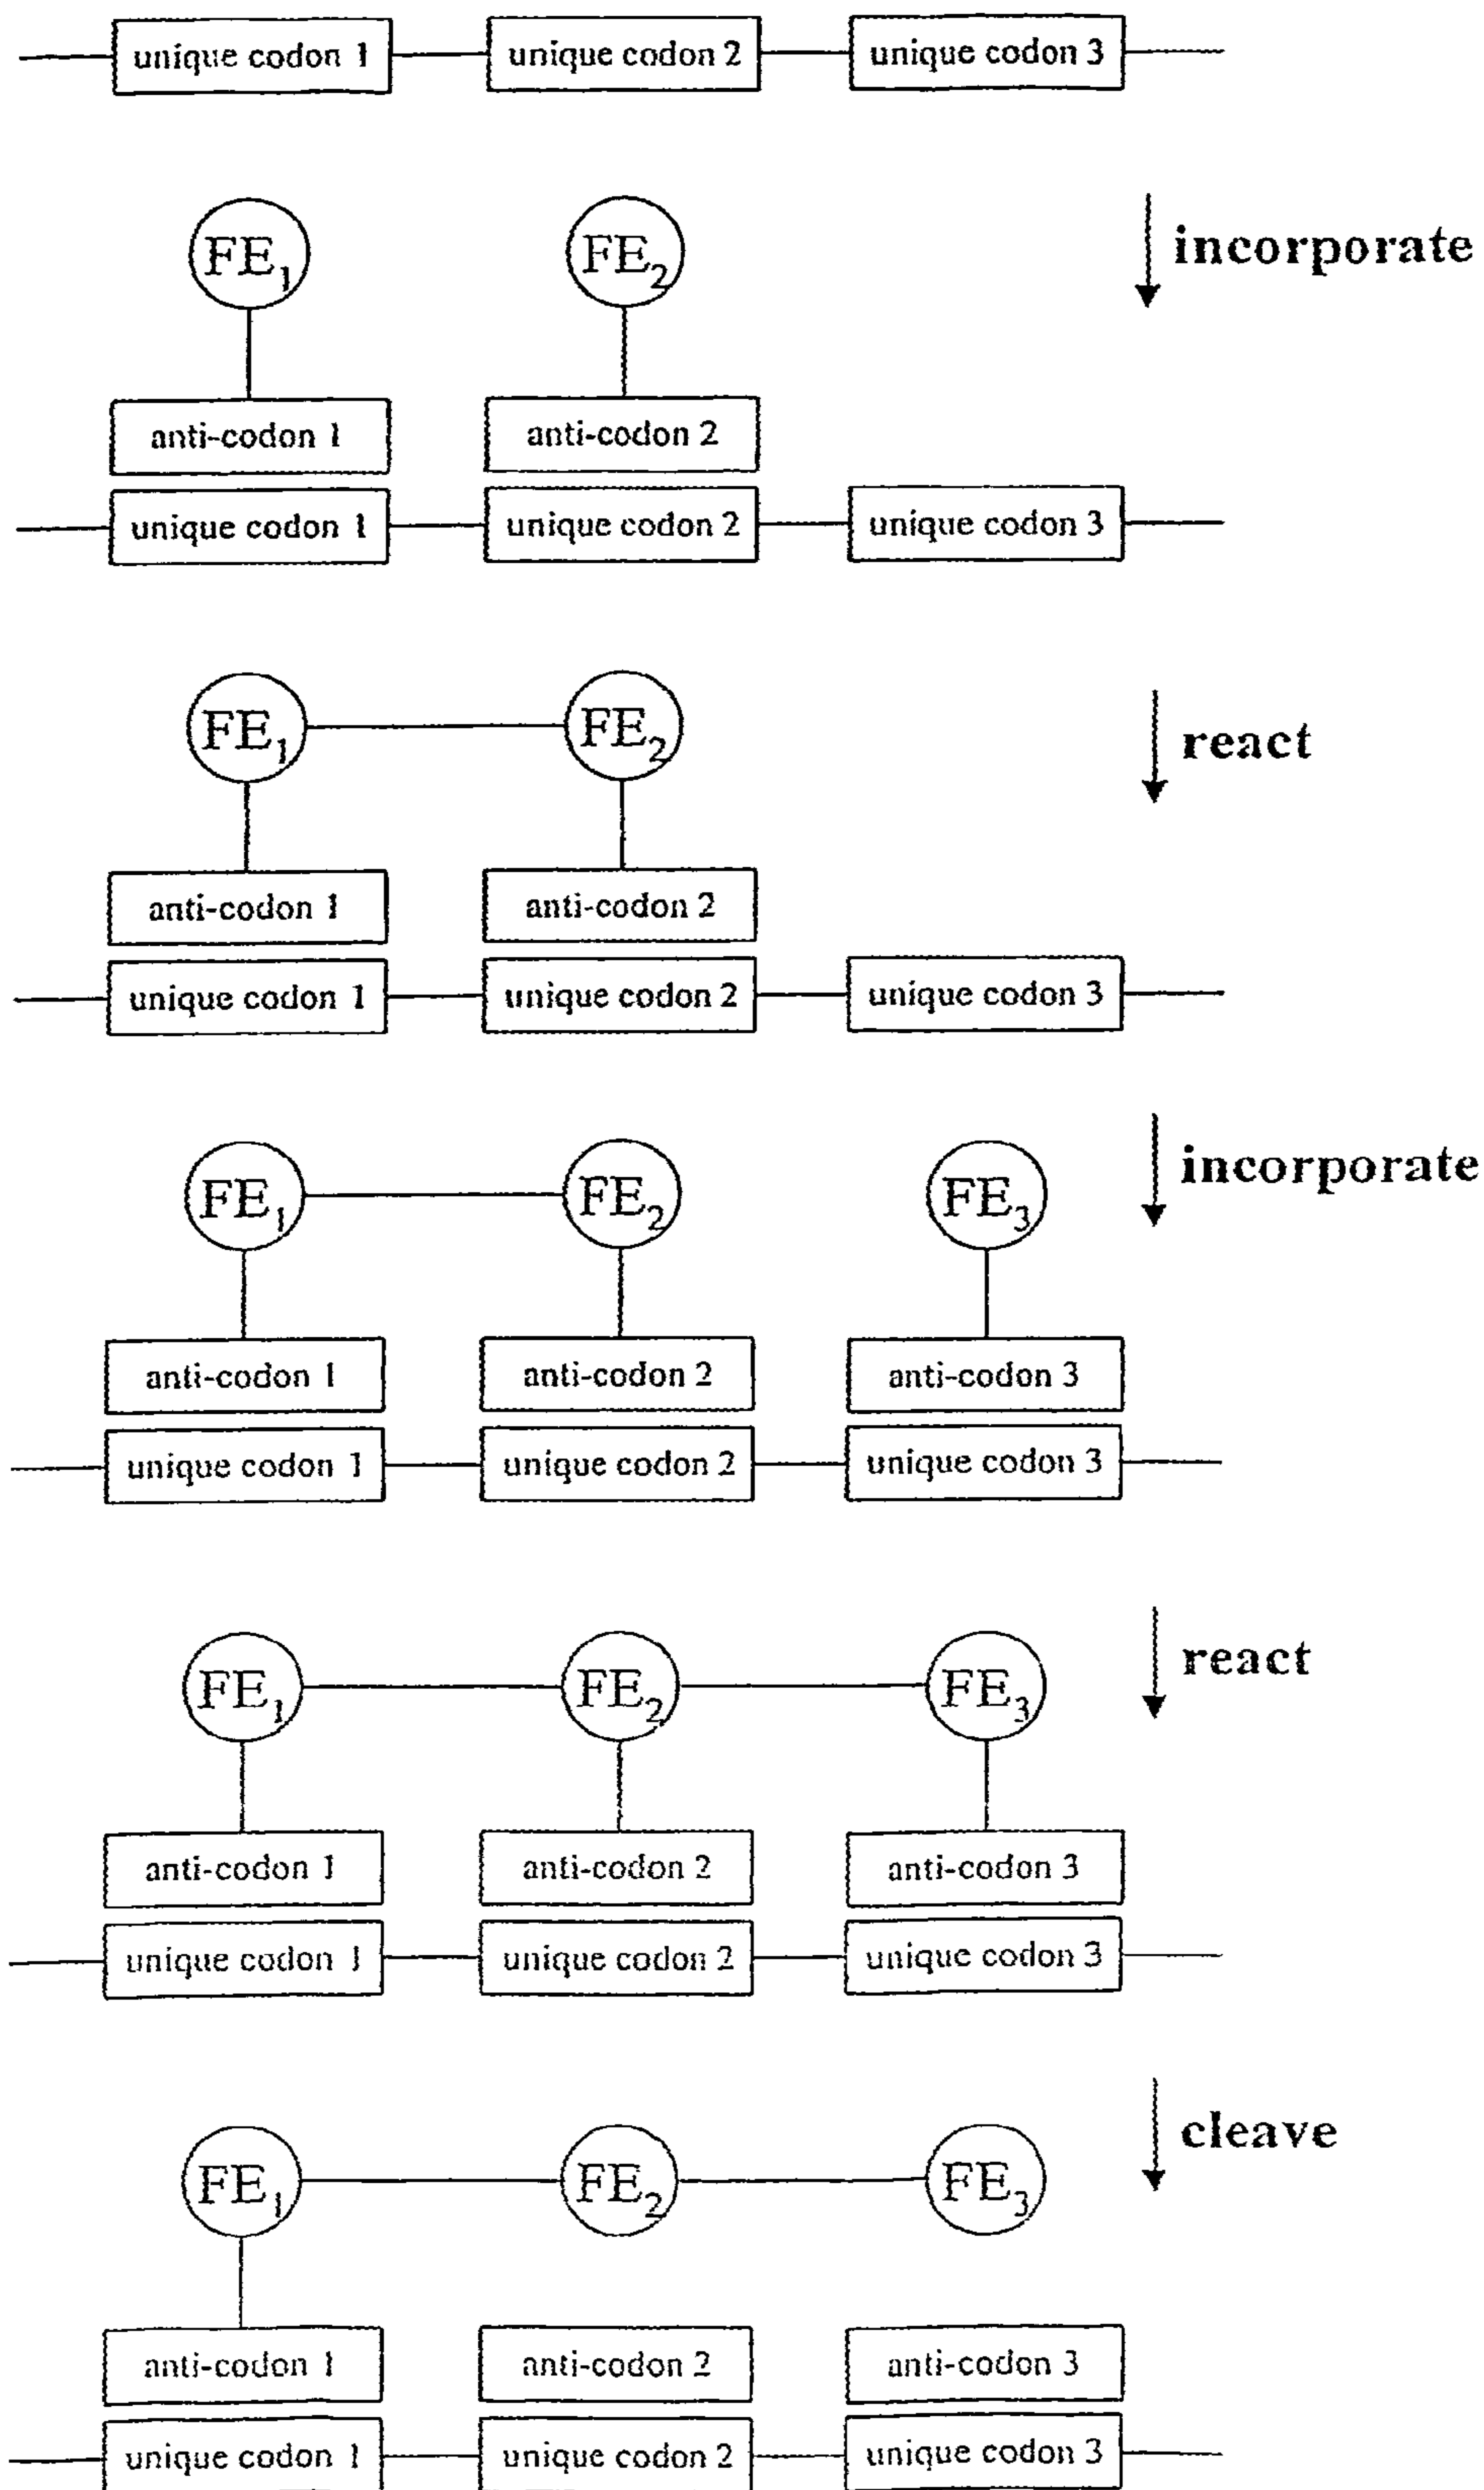 unique codon 1 unique codon 2 unique codon 3
FE1 FE2 incorporate
anti-codon 1 anti-codon 2
unique codon 1 unique codon 2 unique codon 3
FE1 FE2 react
anti-codon 1 anti-codon 2
unique codon 1 unique codon 2 unique codon 3
FE1 FE2 FE3 incorporate
anti-codon 1 anti-codon 2 anti-codon 3
unique codon 1 unique codon 2 unique codon 3
FE1 FE2 FE3 react
anti-codon 1 anti-codon 2 anti-codon 3
unique codon 1 unique codon 2 unique codon 3
FE1 FE2 FE3 cleave
anti-codon 1 anti-codon 2 anti-codon 3
unique codon 1 unique codon 2 unique codon 3